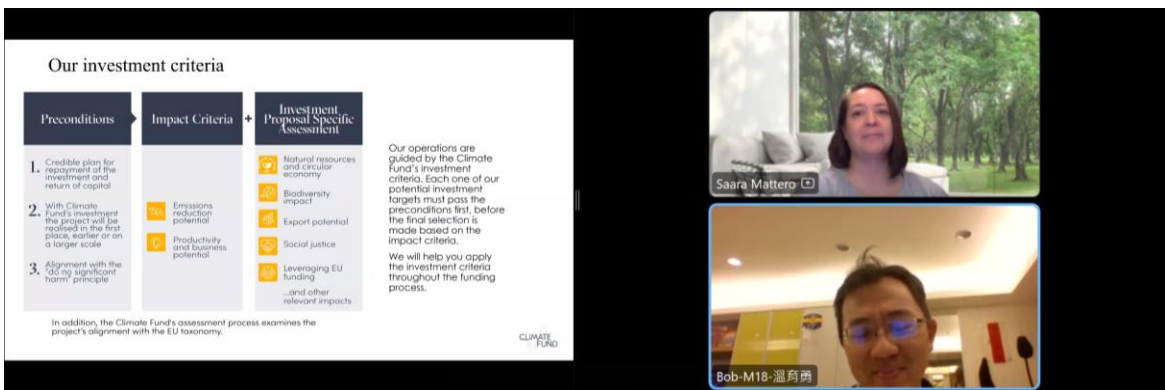 Our investment criteria
Preconditions
1. Credible plan for
repayment of the
investment and
return of capital
2. With Climate
Fund's investment
the project will be
realised in the first
place, earlier or on
a larger scale
3. Alignment with the
"do no significant
harm" principle
Impact Criteria
Emissions
reduction
potential
Productivity
and business
potential
+
Investment
Proposal Specific
Assessment
Natural resources
and circular
economy
Biodiversity
impact
Export potential
Social justice
Leveraging EU
funding
...and other
relevant impacts
Our operations are
guided by the Climate
Fund's investment
criteria. Each one of our
potential investment
targets must pass the
preconditions first, before
the final selection is
made based on the
impact criteria.
We will help you apply
the investment criteria
throughout the funding
process.
In addition, the Climate Fund's assessment process examines the
project's alignment with the EU taxonomy.
CLIMATE
FUND
Saara Mattero
Bob-M18-溫育勇